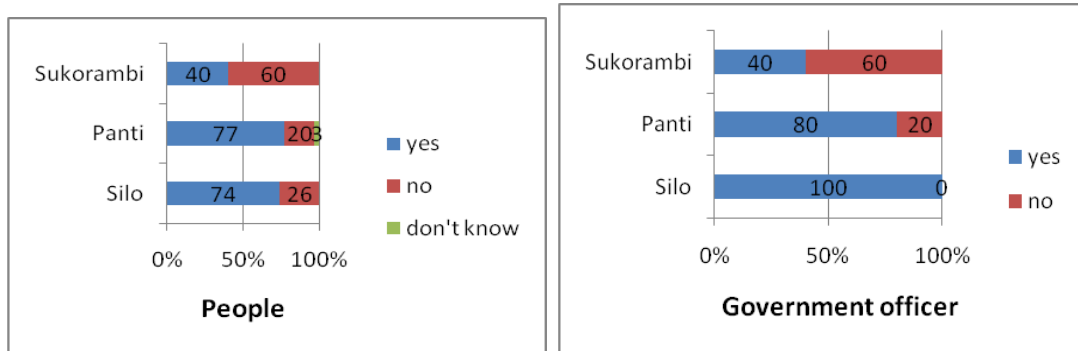 Sukorambi 40 60
Panti 77 20 3
Silo 74 26
yes
no
don't know
0% 50% 100%
People
Sukorambi 40 60
Panti 80 20
Silo 100 0
yes
no
0% 50% 100%
Government officer